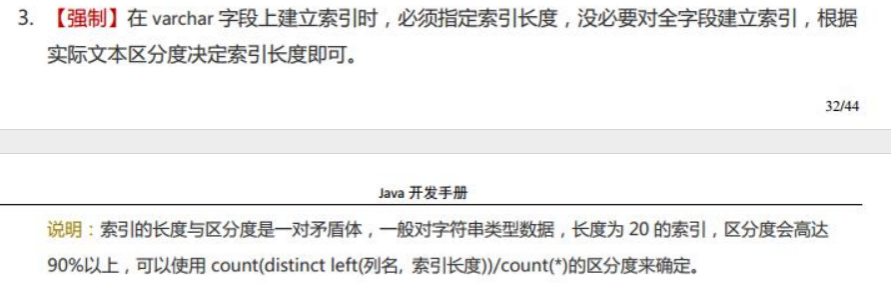 3. 【强制】在 varchar 字段上建立索引时，必须指定索引长度，没必要对全字段建立索引，根据
实际文本区分度决定索引长度即可。
32/44
Java 开发手册
说明：索引的长度与区分度是一对矛盾体，一般对字符串类型数据，长度为 20 的索引，区分度会高达
90%以上，可以使用 count(distinct left(列名, 索引长度))/count(*)的区分度来确定。